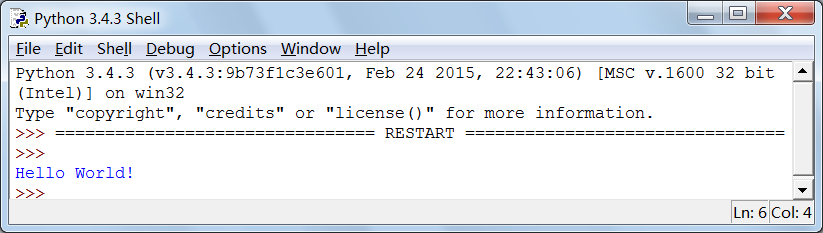 Python 3.4.3 Shell
File Edit Shell Debug Options Window Help
Python 3.4.3 (v3.4.3:9b73f1c3e601, Feb 24 2015, 22:43:06) [MSC v.1600 32 bit
(Intel)] on win32
Type "copyright", "credits" or "license()" for more information.
>>> ================================ RESTART ================================
>>>
Hello World!
>>>
Ln: 6 Col: 4